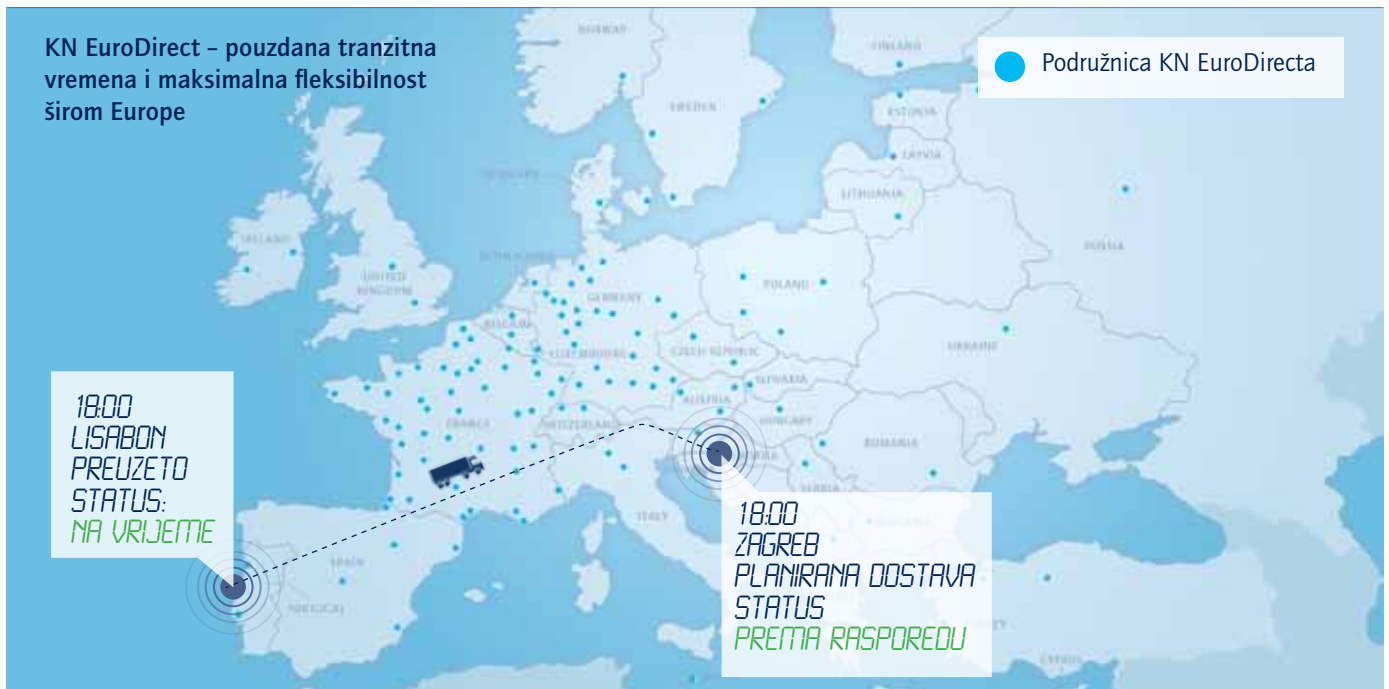 KN EuroDirect – pouzdana tranzitna
vremena i maksimalna fleksibilnost
širom Europe
Podružnica KN EuroDirecta
NORWAY
FINLAND
SWEDEN
ESTONIA
LATVIA
LITHUANIA
RUSSIA
IRELAND
UNITED
KINGDOM
GERMANY
POLAND
BELGIUM
LUXEMBOURG
CZECH REPUBLIC
UKRAINE
SLOVAKIA
AUSTRIA
FRANCE
SWITZERLAND
HUNGARY
ROMANIA
SERBIA
ITALY
SPAIN
PORTUGAL
CYPRUS
18:00
LISABON
PREUZETO
STATUS:
NA VRIJEME
18:00
ZAGREB
PLANIRANA DOSTAVA
STATUS
PREMA RASPOREDU